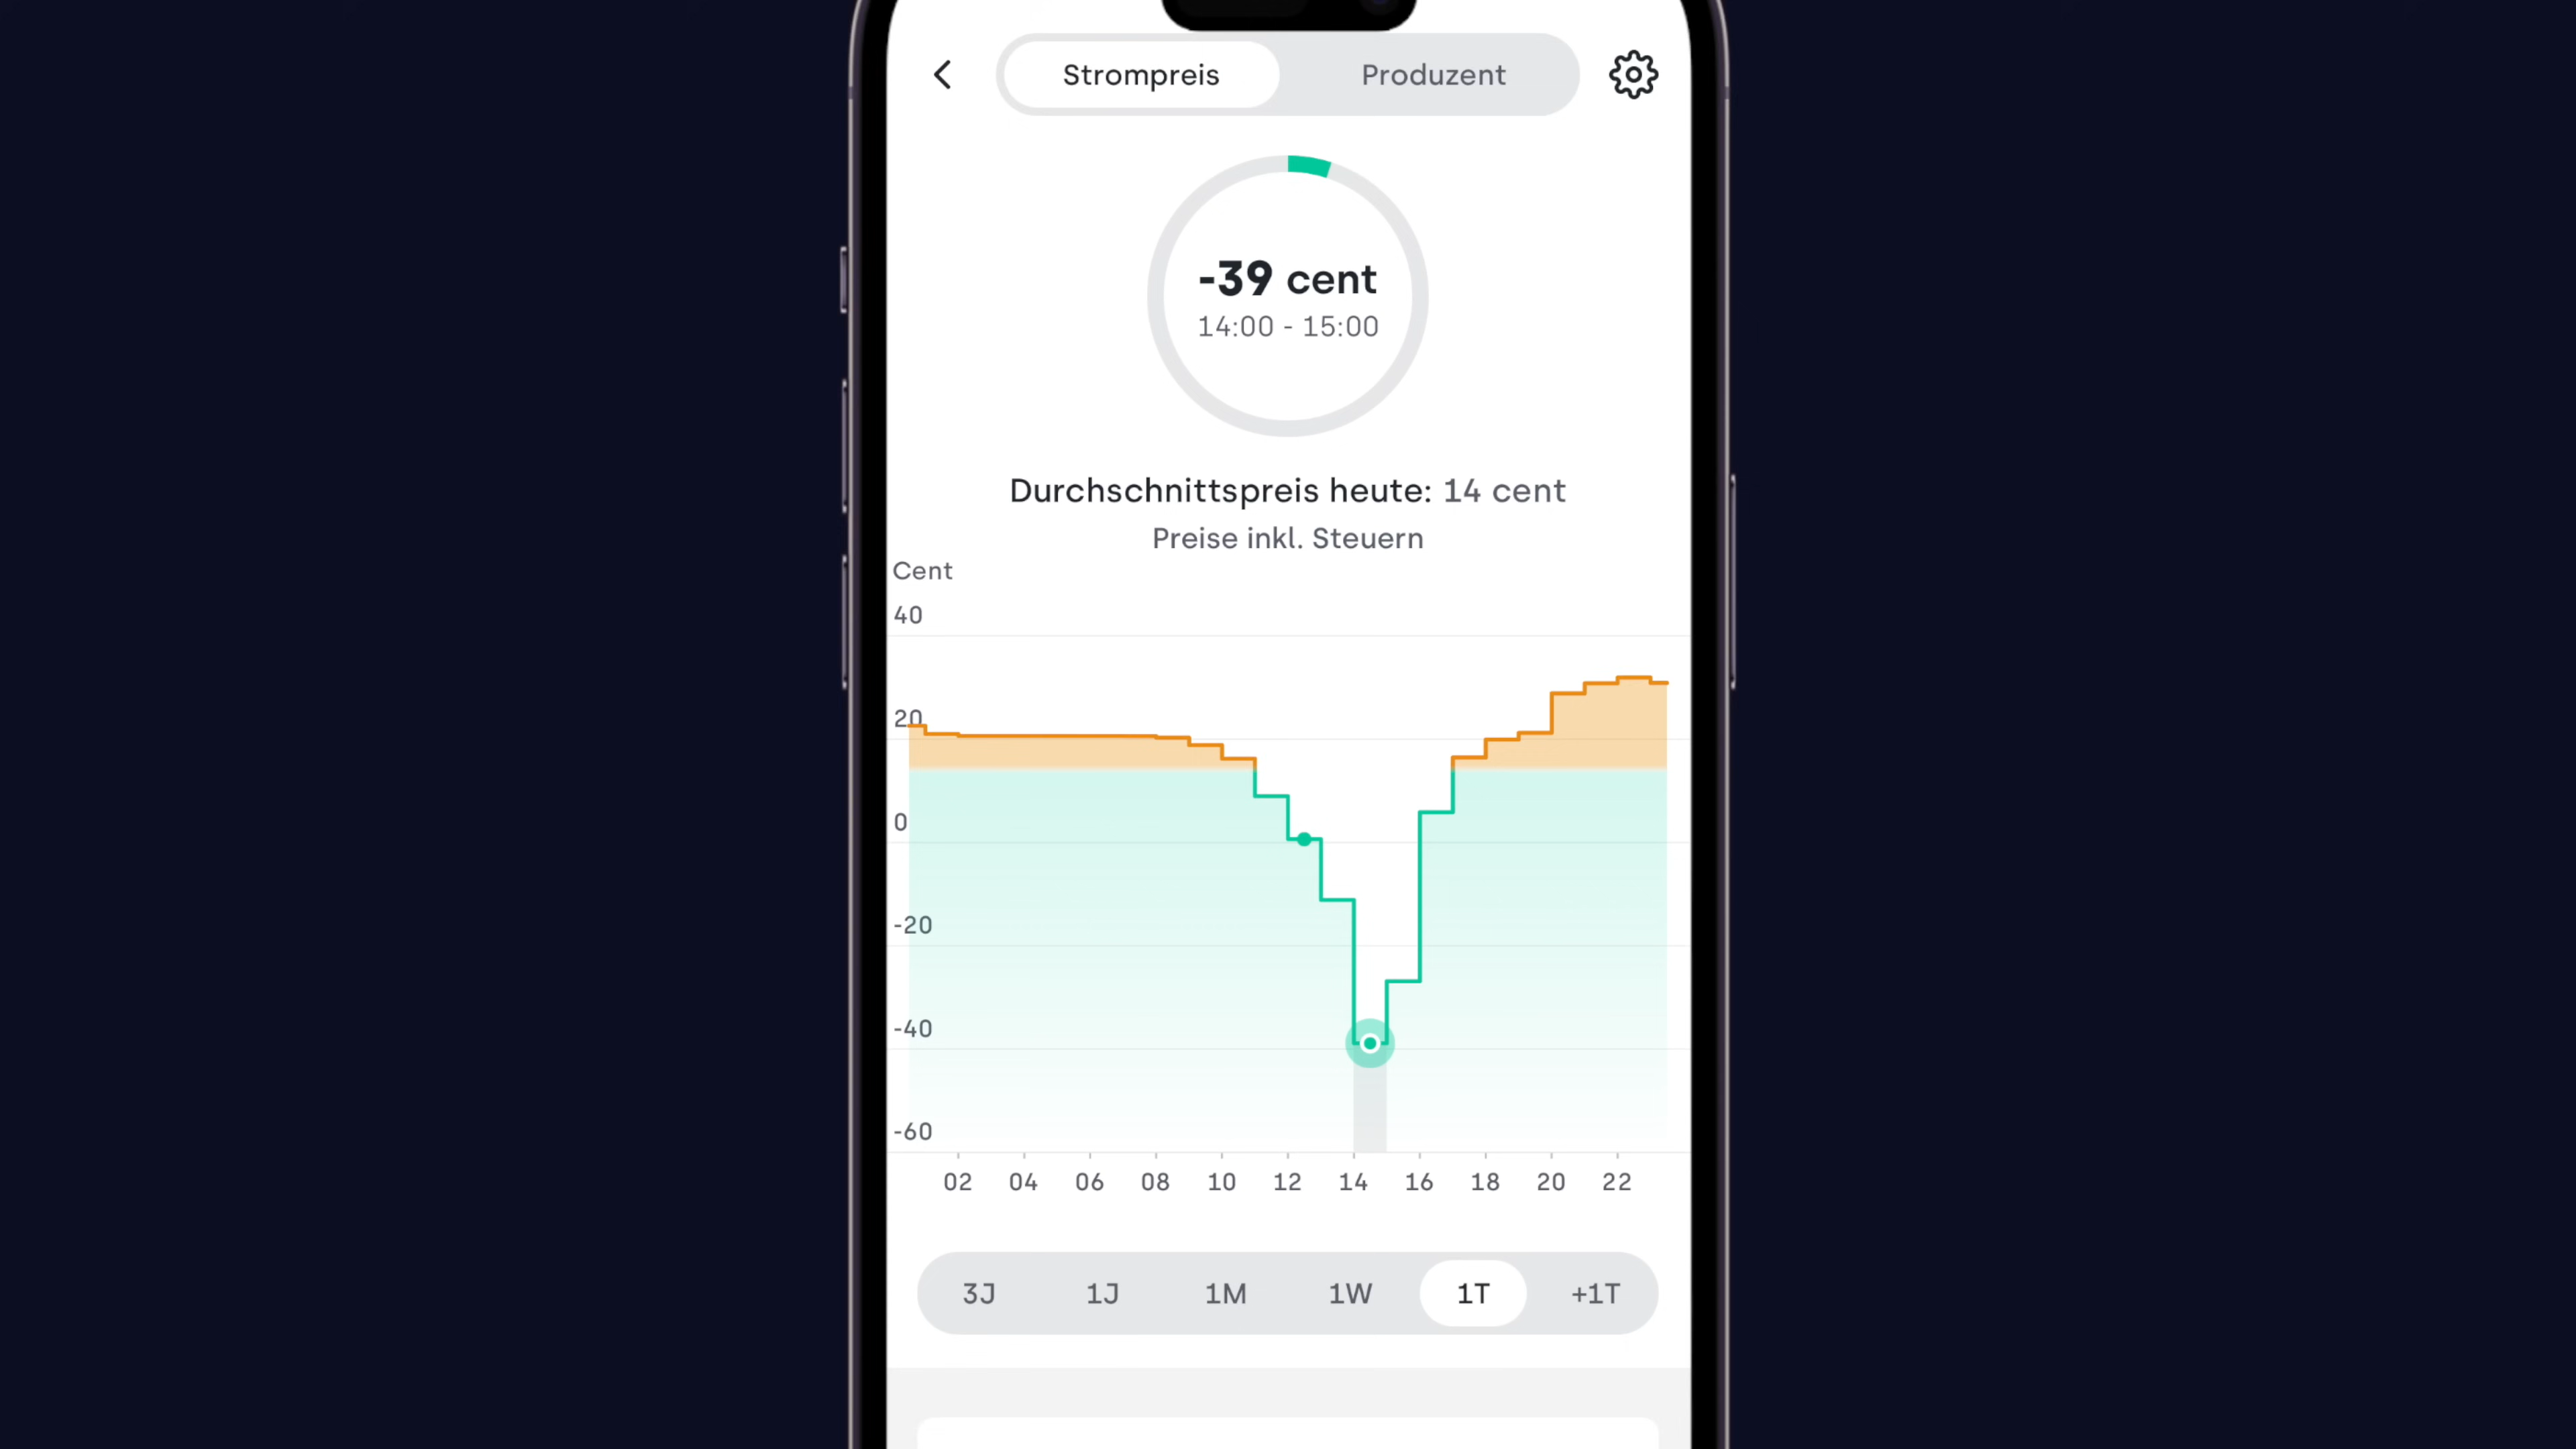 Strompreis Produzent
-39 cent
14:00 - 15:00
Durchschnittspreis heute: 14 cent
Preise inkl. Steuern
Cent
40
20
0
-20
-40
-60
02 04 06 08 10 12 14 16 18 20 22
3J 1J 1M 1W 1T +1T